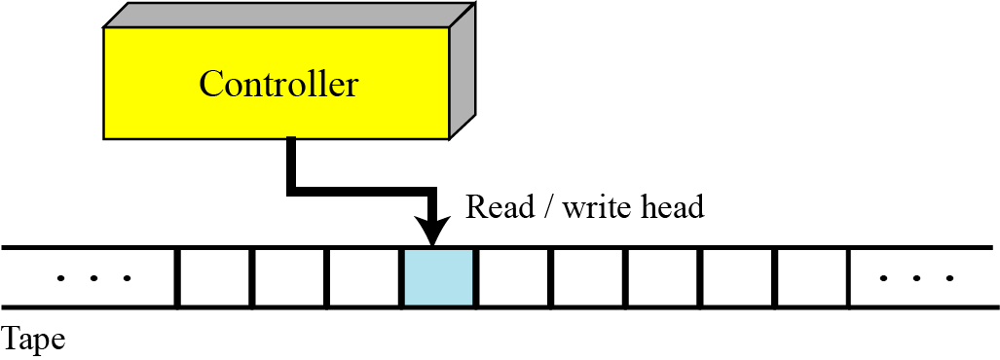 Controller
Read / write head
. . .
. . .
Tape